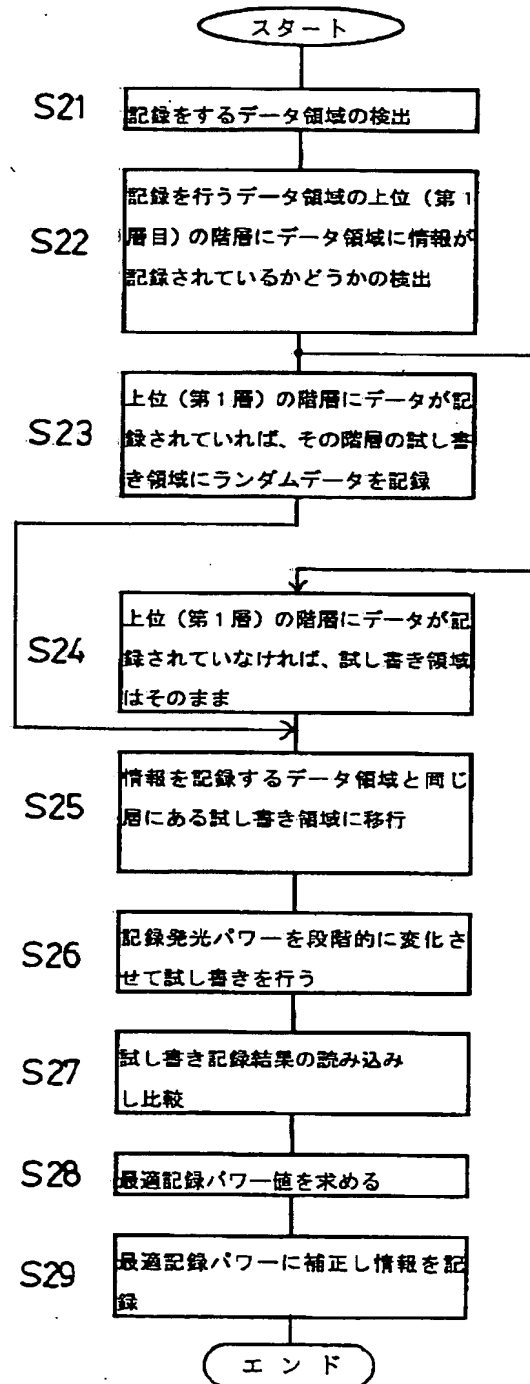 スタート
S21
記録をするデータ領域の検出
S22
記録を行うデータ領域の上位（第1
層目）の階層にデータ領域に情報が
記録されているかどうかの検出
S23
上位（第1層）の階層にデータが記
録されていれば、その階層の試し書
き領域にランダムデータを記録
S24
上位（第1層）の階層にデータが記
録されていなければ、試し書き領域
はそのまま
S25
情報を記録するデータ領域と同じ
層にある試し書き領域に移行
S26
記録発光パワーを段階的に変化さ
せて試し書きを行う
S27
試し書き記録結果の読み込み
し比較
S28
最適記録パワー値を求める
S29
最適記録パワーに補正し情報を記
録
エンド